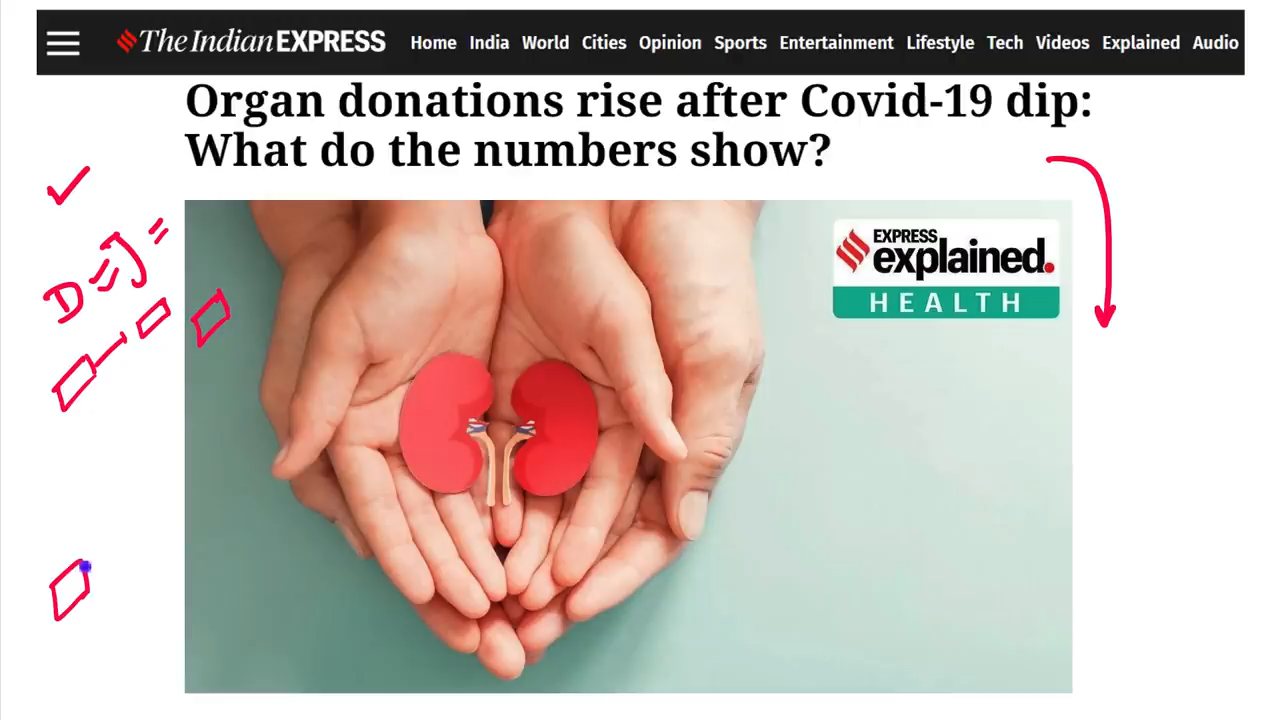 The Indian EXPRESS Home India World Cities Opinion Sports Entertainment Lifestyle Tech Videos Explained Audio
Organ donations rise after Covid-19 dip:
What do the numbers show?
EXPRESS
explained.
HEALTH
D